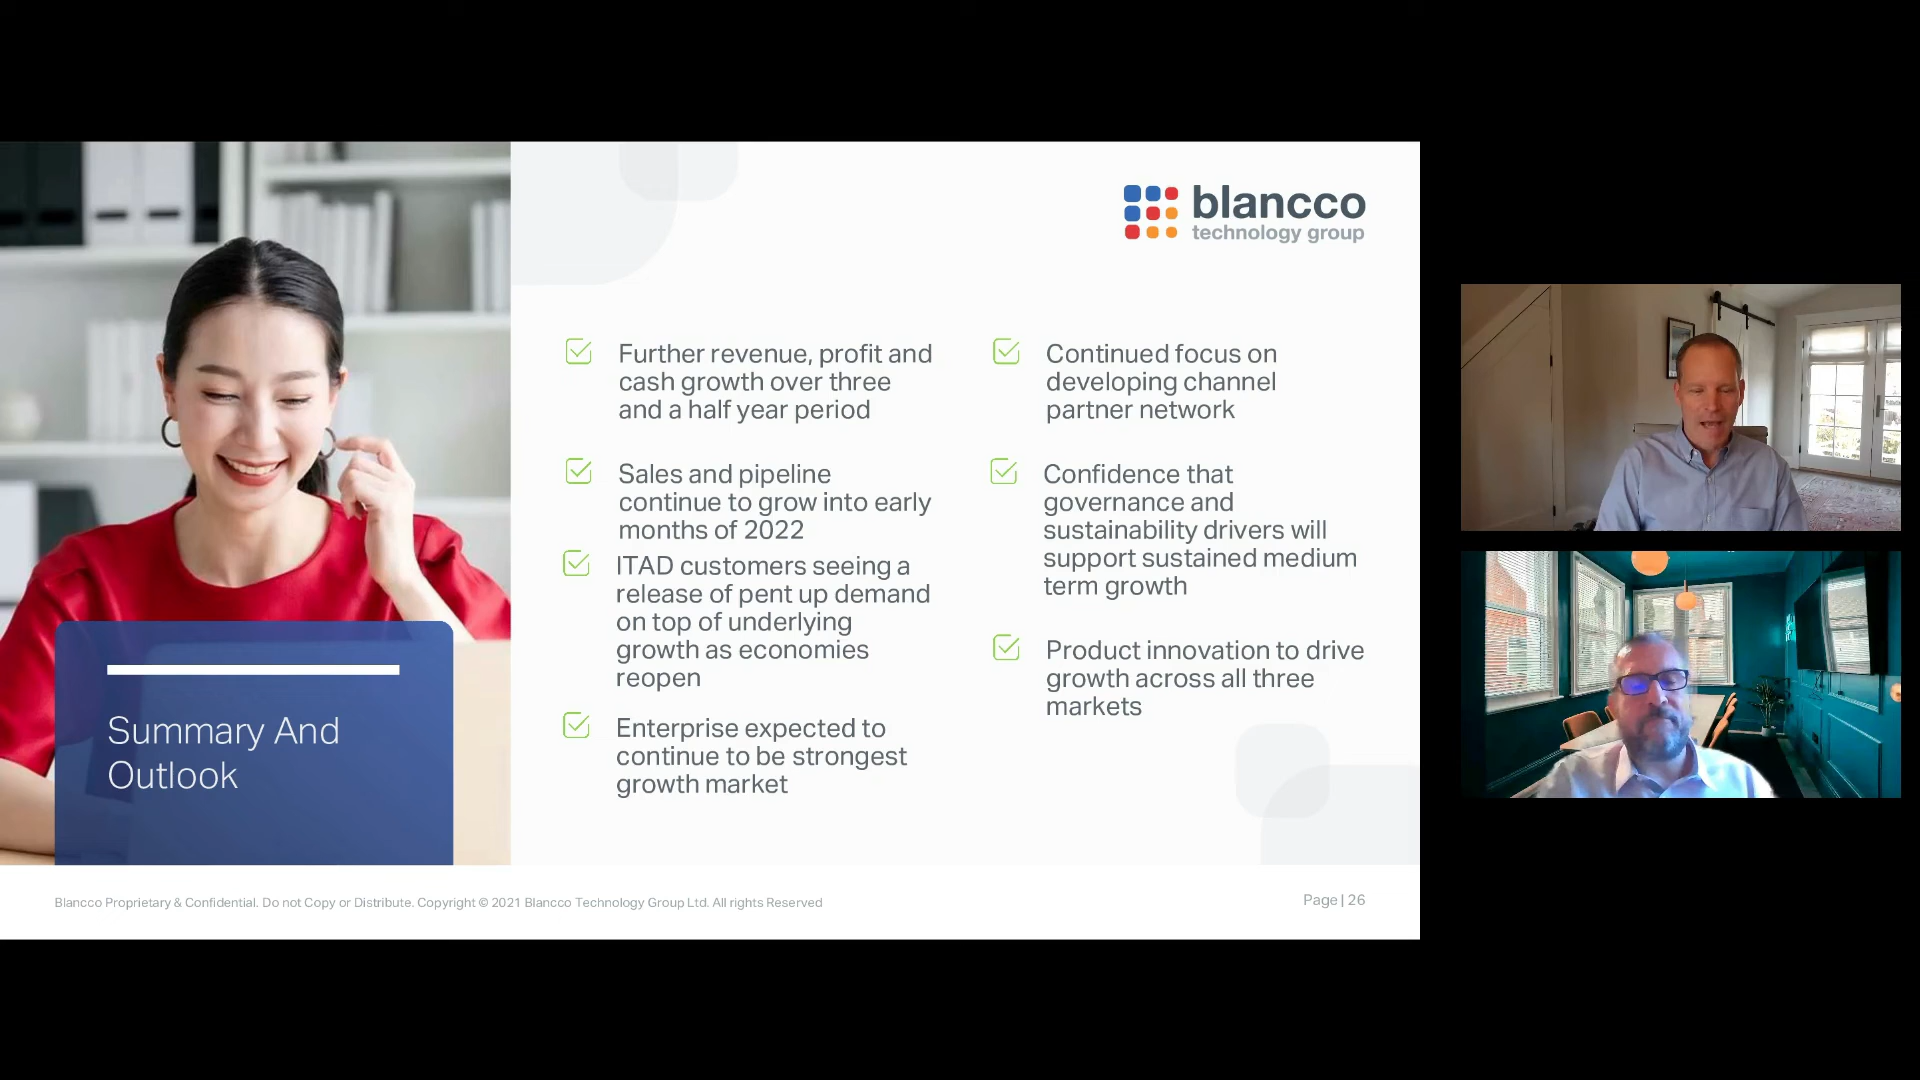 blancco
technology group
Further revenue, profit and
cash growth over three
and a half year period
Sales and pipeline
continue to grow into early
months of 2022
ITAD customers seeing a
release of pent up demand
on top of underlying
growth as economies
reopen
Enterprise expected to
continue to be strongest
growth market
Continued focus on
developing channel
partner network
Confidence that
governance and
sustainability drivers will
support sustained medium
term growth
Product innovation to drive
growth across all three
markets
Summary And
Outlook
Blancco Proprietary & Confidential. Do not Copy or Distribute. Copyright © 2021 Blancco Technology Group Ltd. All rights Reserved
Page | 26